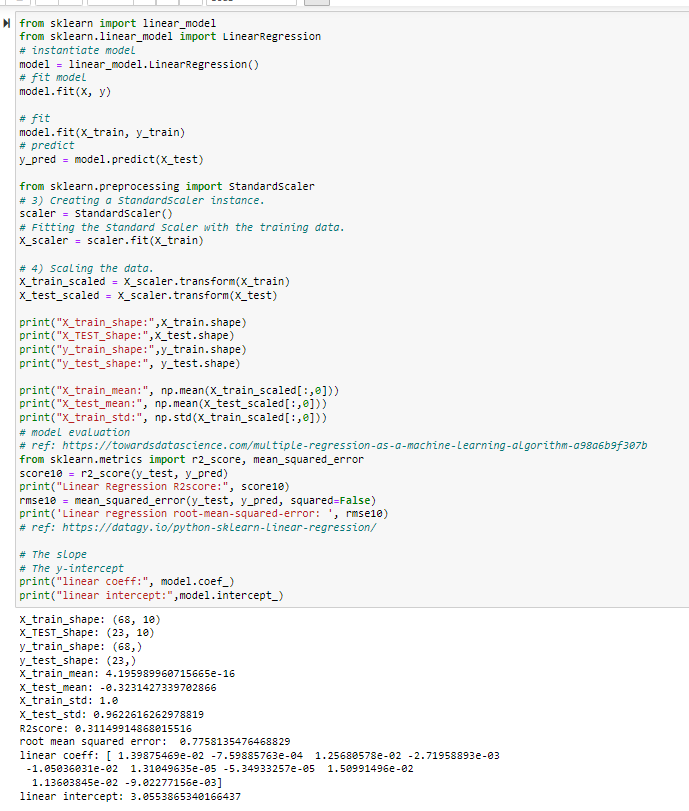 from sklearn import linear_model
from sklearn.linear_model import LinearRegression
# instantiate model
model = linear_model.LinearRegression()
# fit model
model.fit(X, y)
# fit
model.fit(X_train, y_train)
# predict
y_pred = model.predict(X_test)
from sklearn.preprocessing import StandardScaler
# 3) Creating a StandardScaler instance.
scaler = StandardScaler()
# Fitting the Standard Scaler with the training data.
X_scaler = scaler.fit(X_train)
# 4) Scaling the data.
X_train_scaled = X_scaler.transform(X_train)
X_test_scaled = X_scaler.transform(X_test)
print("X_train_shape:",X_train.shape)
print("X_TEST_Shape:",X_test.shape)
print("y_train_shape:",y_train.shape)
print("y_test_shape:", y_test.shape)
print("X_train_mean:", np.mean(X_train_scaled[:,0]))
print("X_test_mean:", np.mean(X_test_scaled[:,0]))
print("X_train_std:", np.std(X_train_scaled[:,0]))
# model evaluation
# ref: https://towardsdatascience.com/multiple-regression-as-a-machine-learning-algorithm-a98a6b9f307b
from sklearn.metrics import r2_score, mean_squared_error
score10 = r2_score(y_test, y_pred)
print("Linear Regression R2score:", score10)
rmse10 = mean_squared_error(y_test, y_pred, squared=False)
print('Linear regression root-mean-squared-error: ', rmse10)
# ref: https://datagy.io/python-sklearn-linear-regression/
# The slope
# The y-intercept
print("linear coeff:", model.coef_)
print("linear intercept:",model.intercept_)
X_train_shape: (68, 10)
X_TEST_Shape: (23, 10)
y_train_shape: (68,)
y_test_shape: (23,)
X_train_mean: 4.195989960715665e-16
X_test_mean: -0.3231427339702866
X_train_std: 1.0
X_test_std: 0.9622616262978819
R2score: 0.31149914868015516
root mean squared error:  0.7758135476468829
linear coeff: [ 1.39875469e-02 -7.59885763e-04  1.25680578e-02 -2.71958893e-03
-1.05036031e-02  1.31049635e-05 -5.34933257e-05  1.50991496e-02
1.13603845e-02 -9.02277156e-03]
linear intercept: 3.0553865340166437